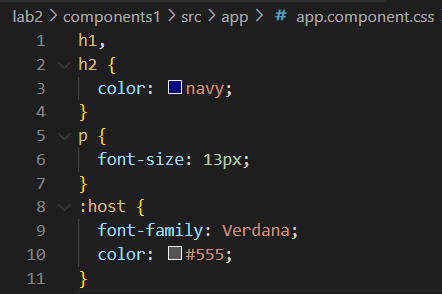 lab2 > components1 > src > app > # app.component.css
1 h1,
2 h2 {
3 color: navy;
4 }
5 p {
6 font-size: 13px;
7 }
8 :host {
9 font-family: Verdana;
10 color: #555;
11 }